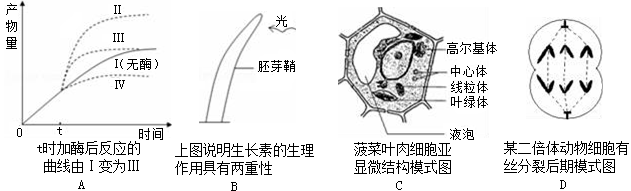 产物量
II
III
I(无酶)
IV
0
t
时间
t时加酶后反应的
曲线由I变为III
A
光
胚芽鞘
上图说明生长素的生理
作用具有两重性
B
高尔基体
中心体
线粒体
叶绿体
液泡
菠菜叶肉细胞亚
显微结构模式图
C
某二倍体动物细胞有
丝分裂后期模式图
D